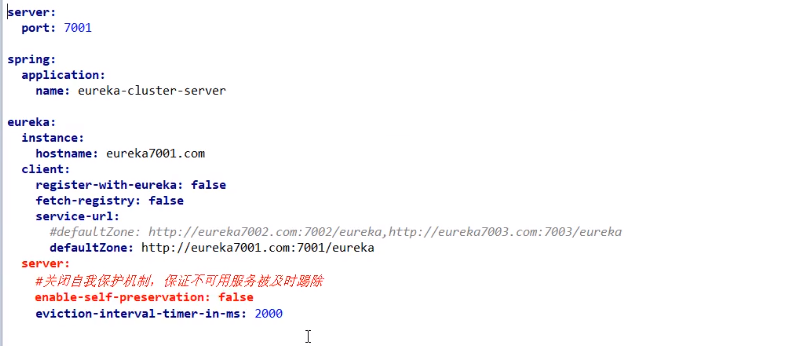 server:
  port: 7001

spring:
  application:
    name: eureka-cluster-server

eureka:
  instance:
    hostname: eureka7001.com
  client:
    register-with-eureka: false
    fetch-registry: false
    service-url:
      #defaultZone: http://eureka7002.com:7002/eureka,http://eureka7003.com:7003/eureka
      defaultZone: http://eureka7001.com:7001/eureka
  server:
    #关闭自我保护机制，保证不可用服务被及时踢除
    enable-self-preservation: false
    eviction-interval-timer-in-ms: 2000